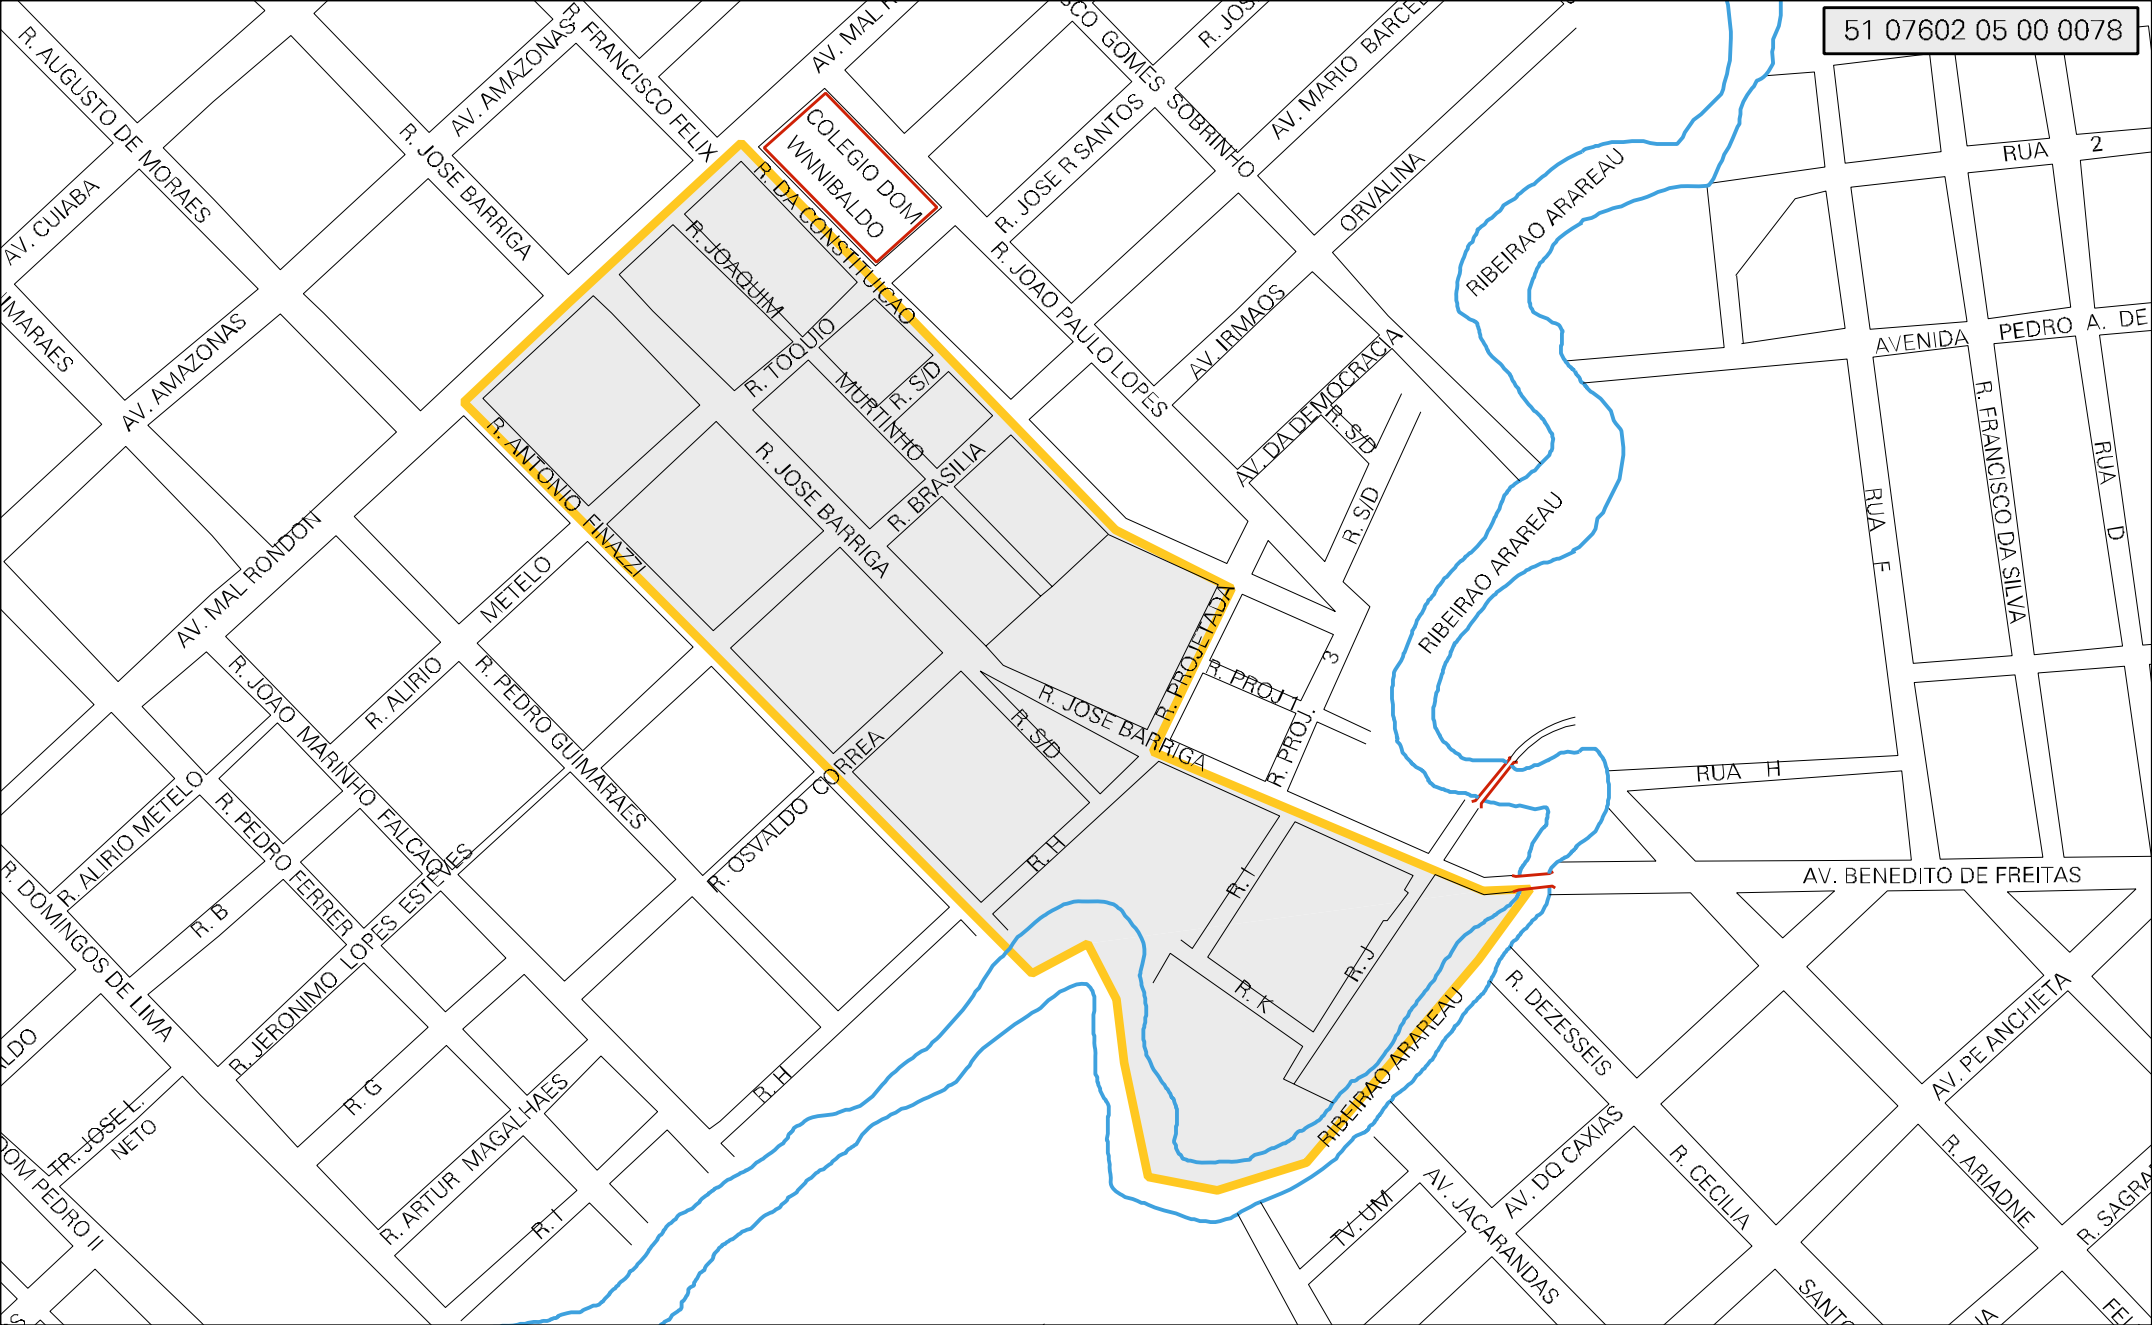 51 07602 05 00 0078
R. AUGUSTO DE MORAES
AV. AMAZONAS
R. FRANCISCO FELIX
AV. MAL R
R. JOSE BARRIGA
AV. CUIABA
COLEGIO DOM
WNNIBALDO
R. JOSE R SANTOS
GOMES SOBRINHO
AV. MARIO BARCE
ORVALINA
RIBEIRAO ARAREAU
RUA 2
AVENIDA PEDRO A. DE
R. DA CONSTITUICAO
R. JOAQUIM
MURTINHO
R. TOQUIO
R. S/D
R. BRASILIA
R. JOSE BARRIGA
R. JOAO PAULO LOPES
AV. IRMAOS
AV. DA DEMOCRACIA
R. S/D
R. S/D
AV. AMAZONAS
IMARAES
R. ANTONIO FINAZZI
AV. MAL RONDON
RIBEIRAO ARAREAU
RUA F
R. FRANCISCO DA SILVA
RUA D
R. ALIRIO METELO
R. PEDRO GUIMARAES
R. JOAO MARINHO FALCAO
R. PROJETADA
R. PROJ 1
R. PROJ. 3
R. JOSE BARRIGA
R. S/D
R. OSVALDO CORREA
RUA H
AV. BENEDITO DE FREITAS
R. ALIRIO METELO
R. PEDRO FERRER
R. B
R. DOMINGOS DE LIMA
R. JERONIMO LOPES ESTEVES
R. H
R. I
R. J
R. K
RIBEIRAO ARAREAU
R. DEZESSEIS
AV. PE ANCHIETA
ALDO
TR. JOSE L.
NETO
R. G
R. H
R. ARTUR MAGALHAES
R. I
DOM PEDRO II
TV. UM
AV. JACARANDAS
AV. DQ CAXIAS
R. CECILIA
R. ARIADNE
R. SAGRA
SANTO